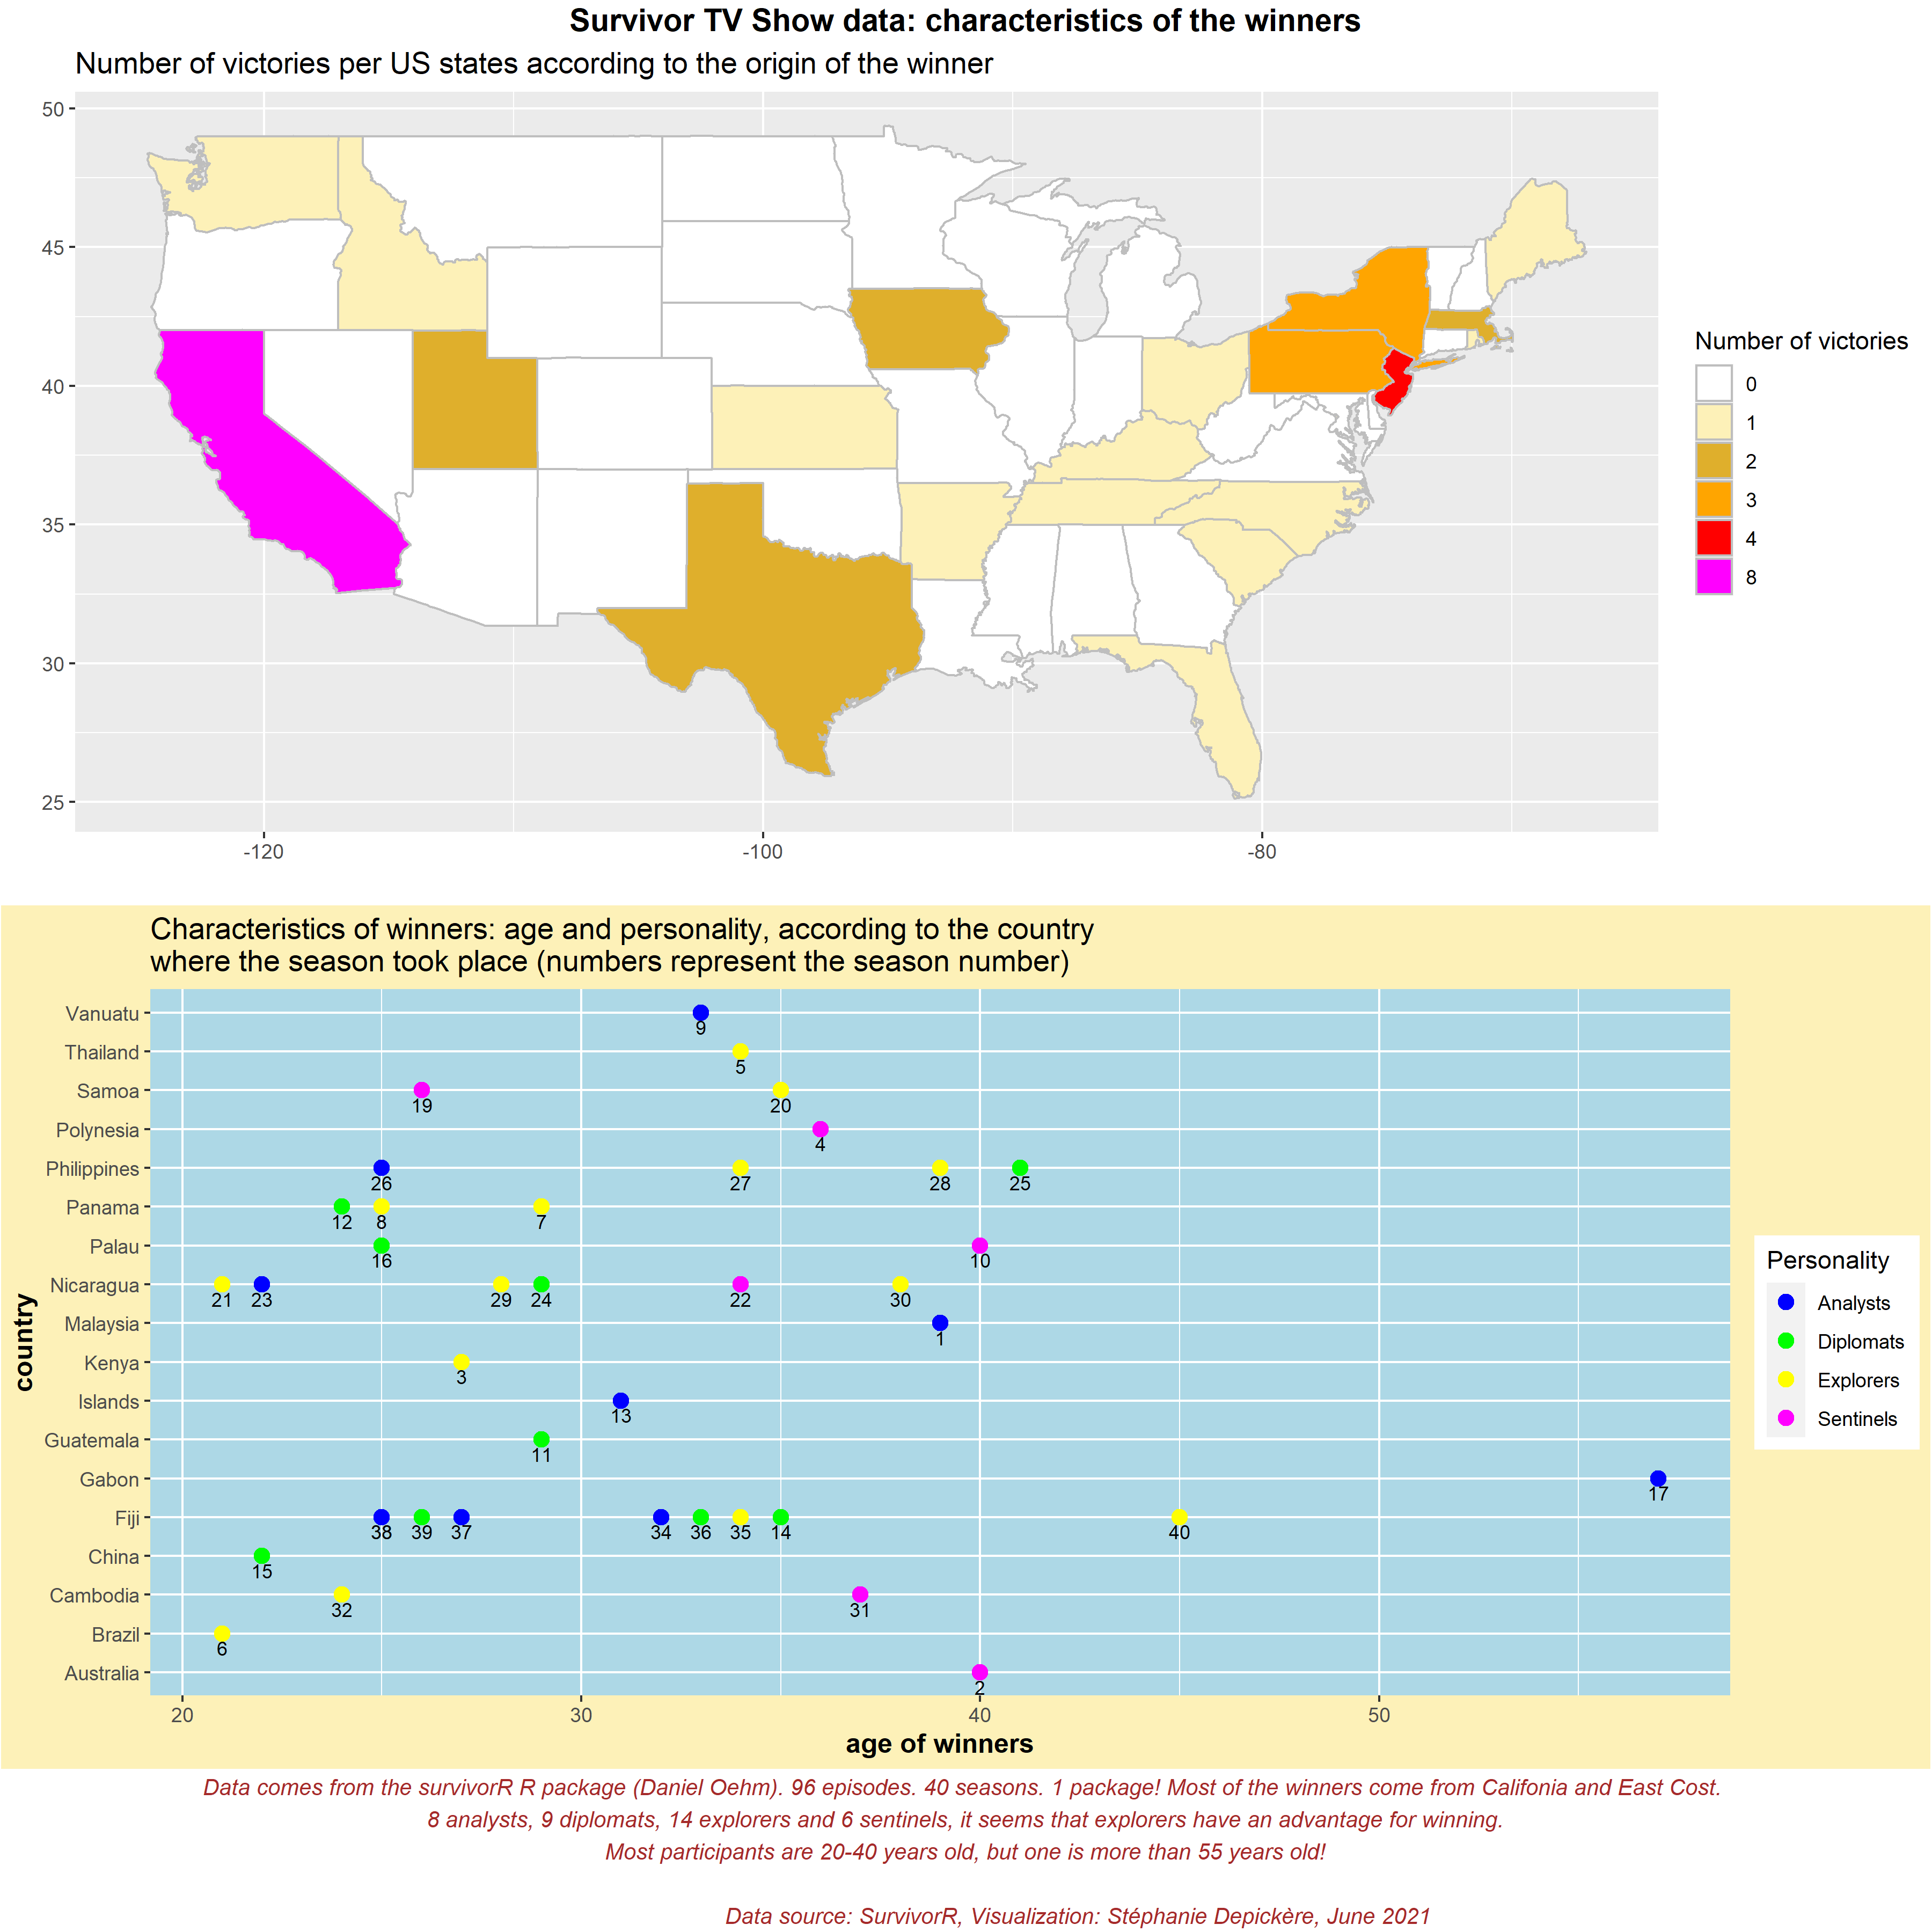 Survivor TV Show data: characteristics of the winners
Number of victories per US states according to the origin of the winner
50
45
40
35
30
25
-120
-100
-80
Number of victories
0
1
2
3
4
8
Characteristics of winners: age and personality, according to the country
where the season took place (numbers represent the season number)
country
Vanuatu
9
Thailand
5
Samoa
19 20
Polynesia
4
Philippines
26 27 28 25
Panama
12 8 7
Palau
16 10
Nicaragua
21 23 29 24 22 30
Malaysia
1
Kenya
3
Islands
13
Guatemala
11
Gabon
17
Fiji
38 39 37 34 36 35 14 40
China
15
Cambodia
32 31
Brazil
6
Australia
2
20 30 40 50
age of winners
Personality
Analysts
Diplomats
Explorers
Sentinels
Data comes from the survivorR R package (Daniel Oehm). 96 episodes. 40 seasons. 1 package! Most of the winners come from Califonia and East Cost.
8 analysts, 9 diplomats, 14 explorers and 6 sentinels, it seems that explorers have an advantage for winning.
Most participants are 20-40 years old, but one is more than 55 years old!
Data source: SurvivorR, Visualization: Stéphanie Depickère, June 2021